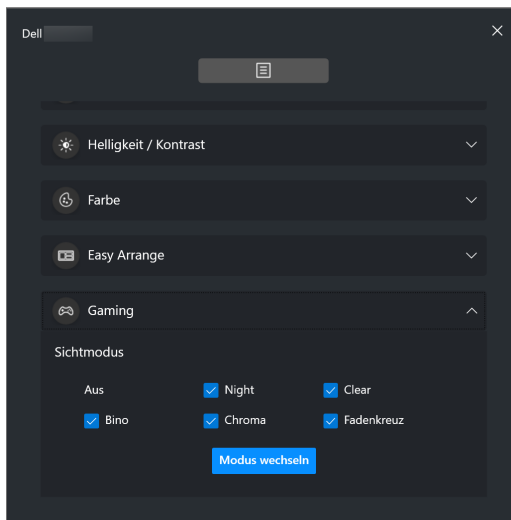 Dell
Helligkeit / Kontrast
Farbe
Easy Arrange
Gaming
Sichtmodus
Aus Night Clear
Bino Chroma Fadenkreuz
Modus wechseln